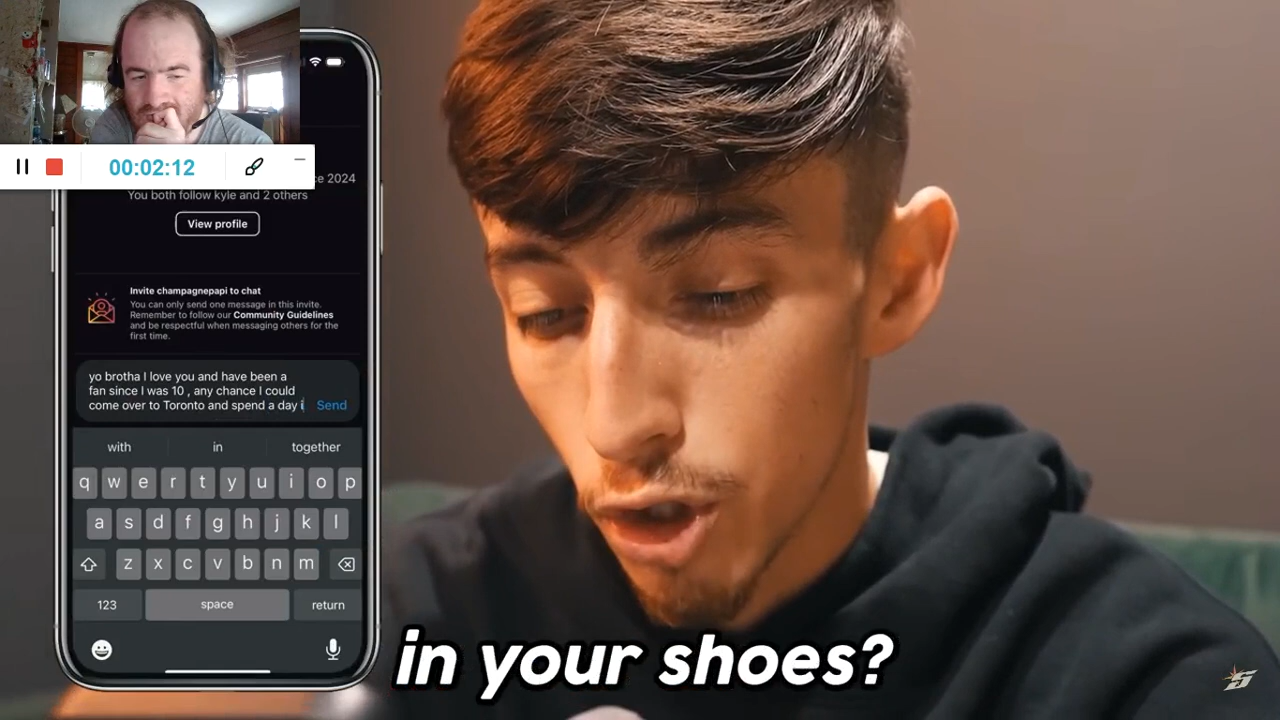 00:02:12
ce 2024
You both follow kyle and 2 others
View profile
Invite champagnepapi to chat
You can only send one message in this invite.
Remember to follow our Community Guidelines
and be respectful when messaging others for the
first time.
yo brotha I love you and have been a
fan since I was 10 , any chance I could
come over to Toronto and spend a day i
Send
with in together
q w e r t y u i o p
a s d f g h j k l
z x c v b n m
123 space return
in your shoes?